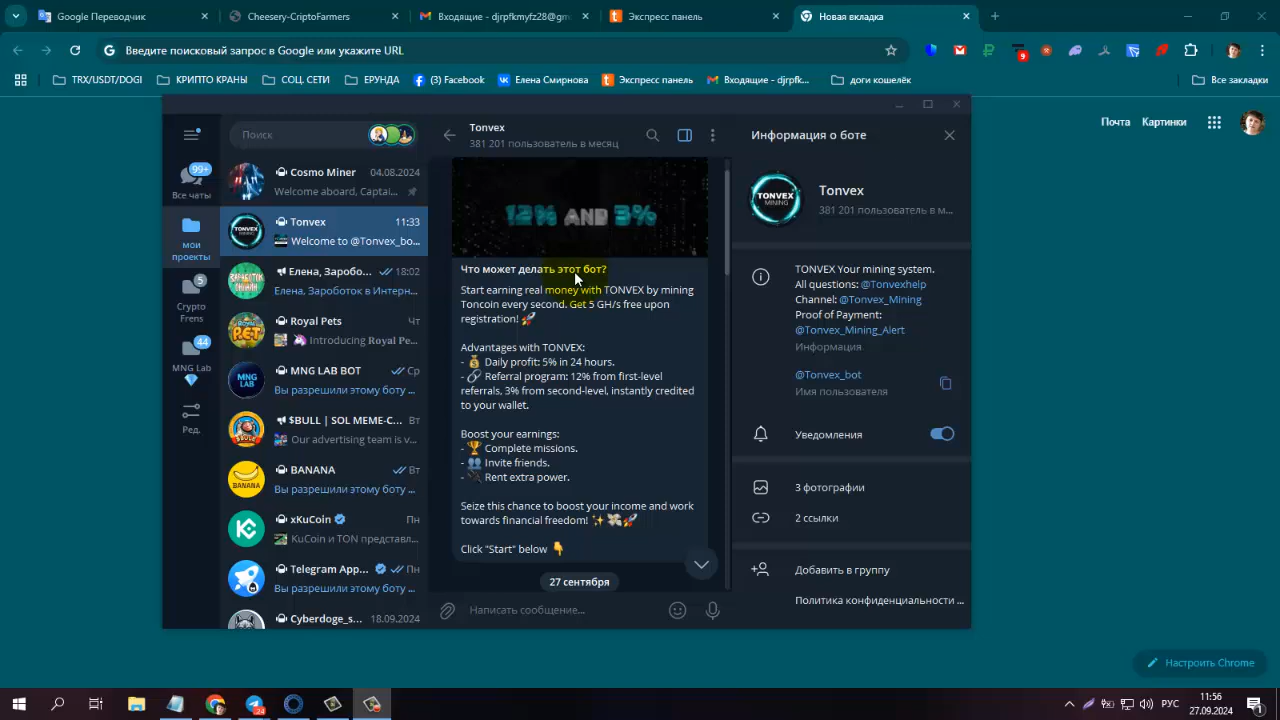 Google Переводчик
Cheesery-CriptoFarmers
Входящие - djrpfkmyfz28@gm
Экспресс панель
Новая вкладка
Введите поисковый запрос в Google или укажите URL
9
TRX/USDT/DOGI
КРИПТО КРАНЫ
СОЦ. СЕТИ
ЕРУНДА
(3) Facebook
Елена Смирнова
Экспресс панель
Входящие - djrpfk...
доги кошелёк
Все закладки
Почта
Картинки
99+
Все чаты
мои
проекты
5
Crypto
Frens
44
MNG Lab
Ред.
Поиск
Cosmo Miner 04.08.2024
Welcome aboard, Captai...
Tonvex 11:33
Welcome to @Tonvex_bo...
Елена, Заробо... 18:02
Елена, Заработок в Интерн...
Royal Pets Чт
Introducing Royal Pe...
MNG LAB BOT Ср
Вы разрешили этому боту ...
$BULL | SOL MEME-C... Вт
Our advertising team is v...
BANANA Вт
Вы разрешили этому боту ...
xKuCoin Пн
KuCoin и TON представл...
Telegram App... Пн
Вы разрешили этому боту ...
Cyberdoge_s... 18.09.2024
Tonvex
381 201 пользователь в месяц
12% AND 3%
Что может делать этот бот?
Start earning real money with TONVEX by mining
Toncoin every second. Get 5 GH/s free upon
registration! 🚀
Advantages with TONVEX:
- 💰 Daily profit: 5% in 24 hours.
- 🔗 Referral program: 12% from first-level
referrals, 3% from second-level, instantly credited
to your wallet.
Boost your earnings:
- 🏆 Complete missions.
- 👥 Invite friends.
- 🔌 Rent extra power.
Seize this chance to boost your income and work
towards financial freedom! ✨💸🚀
Click "Start" below 👇
27 сентября
Написать сообщение...
Информация о боте
TONVEX
MINING
Tonvex
381 201 пользователь в м...
TONVEX Your mining system.
All questions: @Tonvexhelp
Channel: @Tonvex_Mining
Proof of Payment:
@Tonvex_Mining_Alert
Информация
@Tonvex_bot
Имя пользователя
Уведомления
3 фотографии
2 ссылки
Добавить в группу
Политика конфиденциальности ...
Настроить Chrome
РУС
11:56
27.09.2024
1